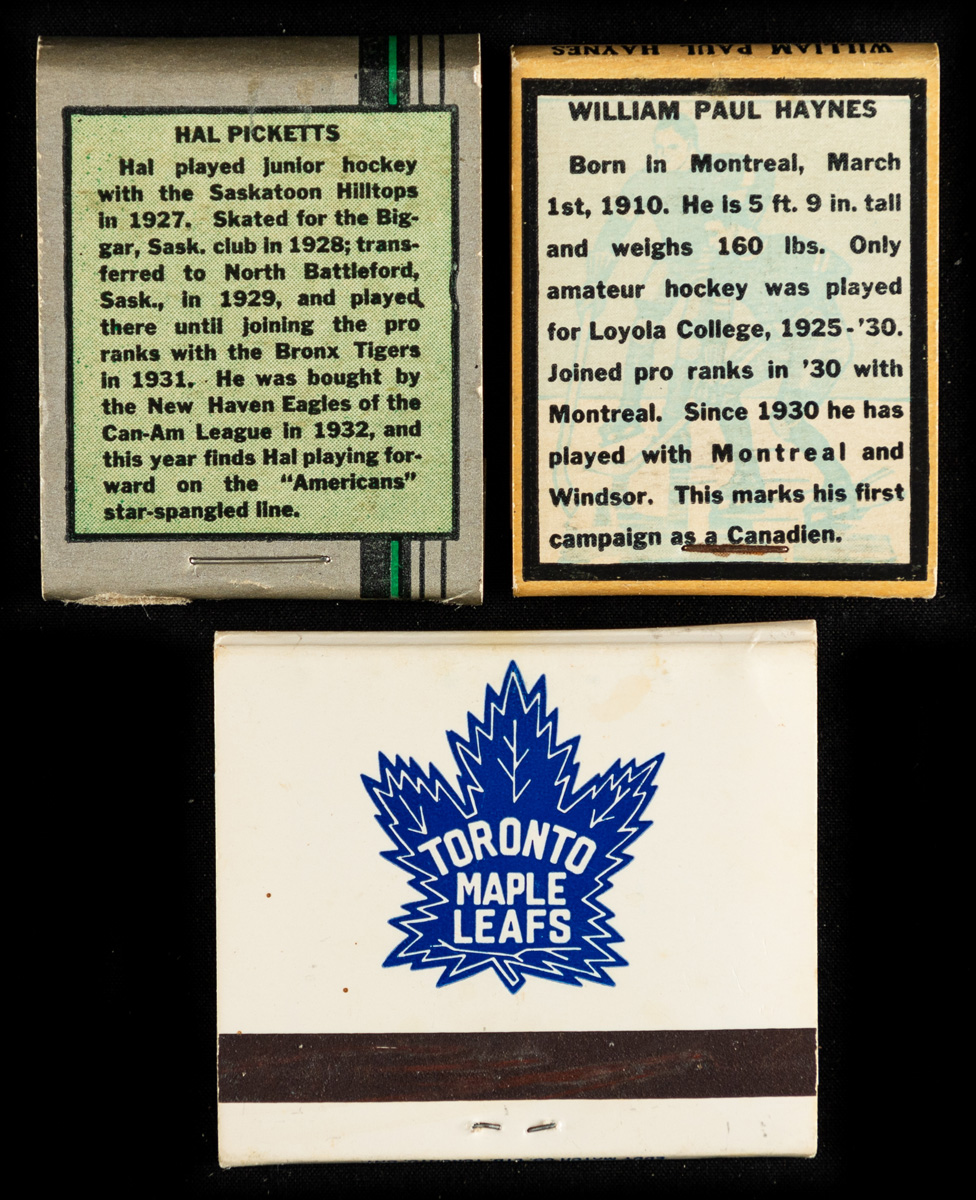 HAL PICKETTS
Hal played junior hockey
with the Saskatoon Hilltops
in 1927. Skated for the Big-
gar, Sask. club in 1928; trans-
ferred to North Battleford,
Sask., in 1929, and played
there until joining the pro
ranks with the Bronx Tigers
in 1931. He was bought by
the New Haven Eagles of the
Can-Am League in 1932, and
this year finds Hal playing for-
ward on the "Americans"
star-spangled line.
WILLIAM PAUL HAYNES
WILLIAM PAUL HAYNES
Born in Montreal, March
1st, 1910. He is 5 ft. 9 in. tall
and weighs 160 lbs. Only
amateur hockey was played
for Loyola College, 1925-'30.
Joined pro ranks in '30 with
Montreal. Since 1930 he has
played with Montreal and
Windsor. This marks his first
campaign as a Canadien.
TORONTO
MAPLE
LEAFS